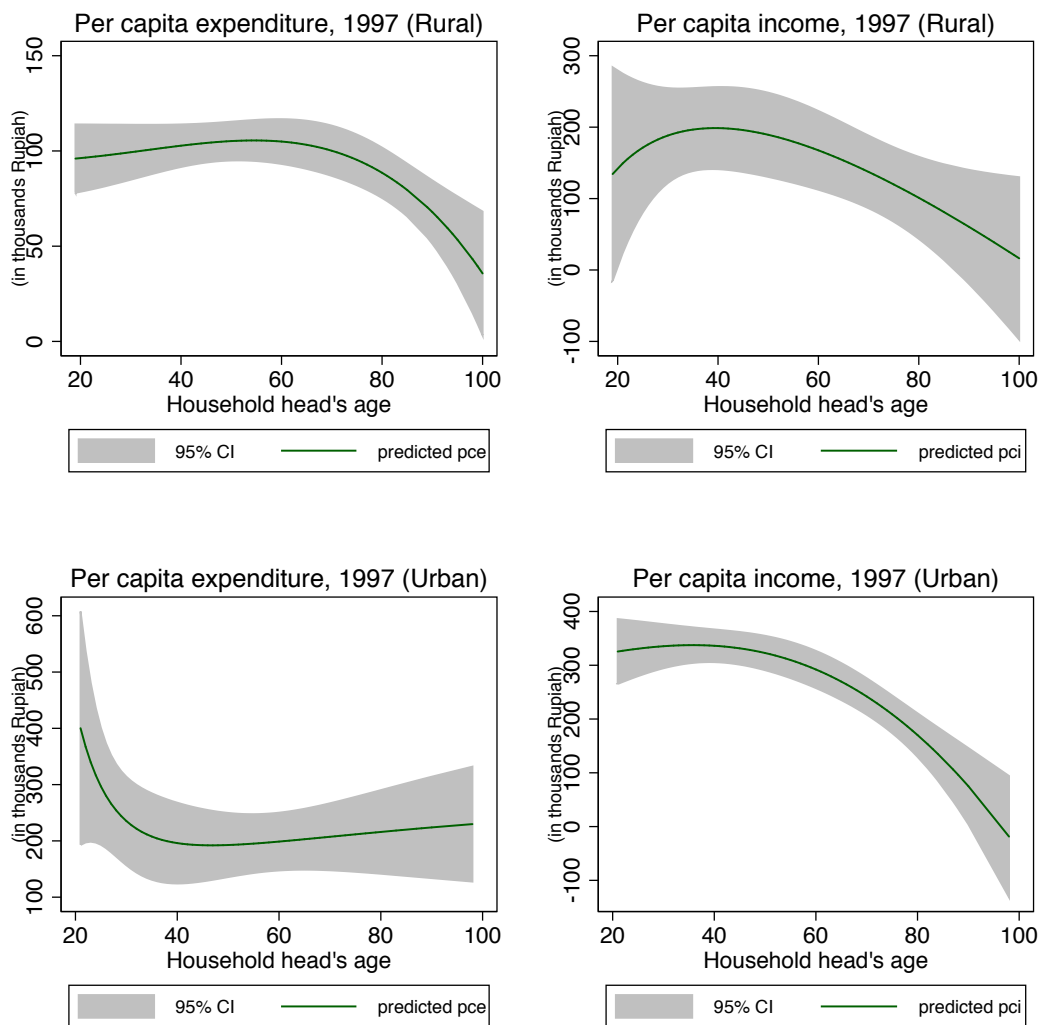 Per capita expenditure, 1997 (Rural)
(in thousands Rupiah)
150
100
50
0
20 40 60 80 100
Household head's age
95% CI predicted pce
Per capita income, 1997 (Rural)
(in thousands Rupiah)
300
200
100
0
-100
20 40 60 80 100
Household head's age
95% CI predicted pci
Per capita expenditure, 1997 (Urban)
(in thousands Rupiah)
600
500
400
300
200
100
20 40 60 80 100
Household head's age
95% CI predicted pce
Per capita income, 1997 (Urban)
(in thousands Rupiah)
400
300
200
100
0
-100
20 40 60 80 100
Household head's age
95% CI predicted pci